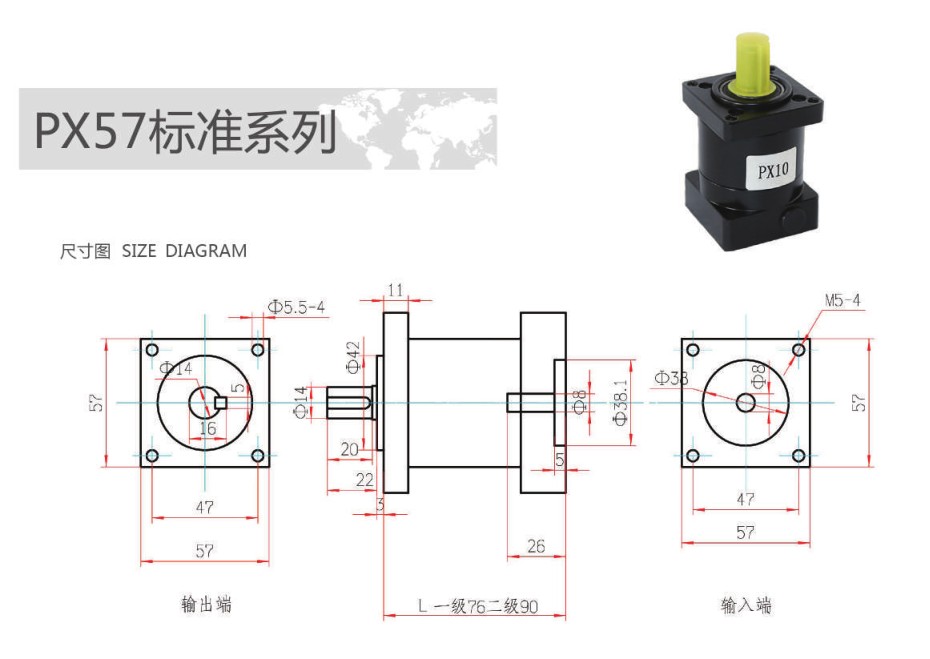 PX57标准系列
PX10
尺寸图 SIZE DIAGRAM
Φ5.5-4
57
Φ14
5
16
47
57
输出端
11
Φ42
Φ14
20
22
3
Φ8
Φ38.1
5
26
L 一级76二级90
M5-4
Φ38
Φ8
57
47
57
输入端